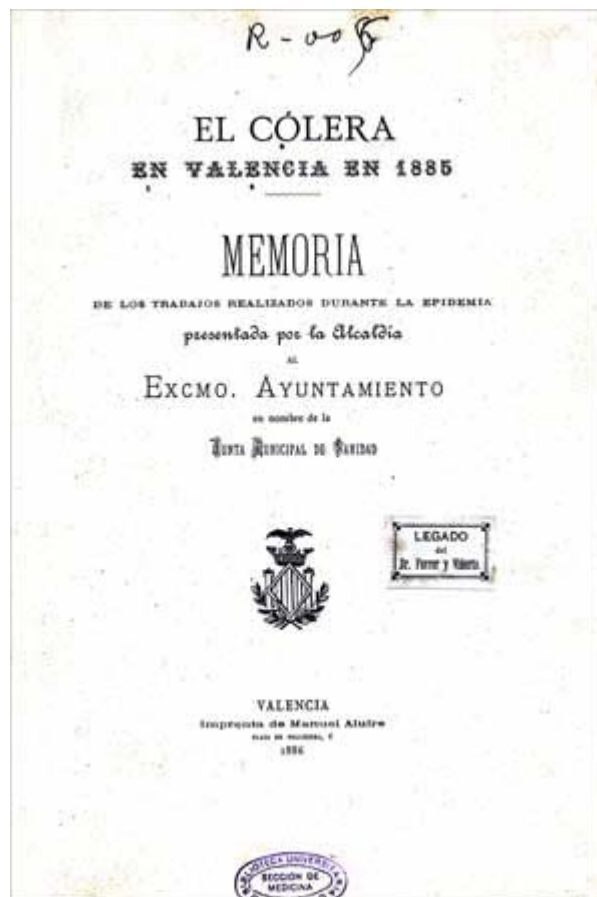 R-00
EL CÓLERA
EN VALENCIA EN 1885
MEMORIA
DE LOS TRABAJOS REALIZADOS DURANTE LA EPIDEMIA
presentada por la Alcaldía
AL
EXCMO. AYUNTAMIENTO
en nombre de la
JUNTA MUNICIPAL DE SANIDAD
LEGADO
del
Dr. Ferrer y Viñerta
VALENCIA
Imprenta de Manuel Alufre
1886
BIBLIOTECA UNIVERSITARIA
SECCIÓN DE
MEDICINA